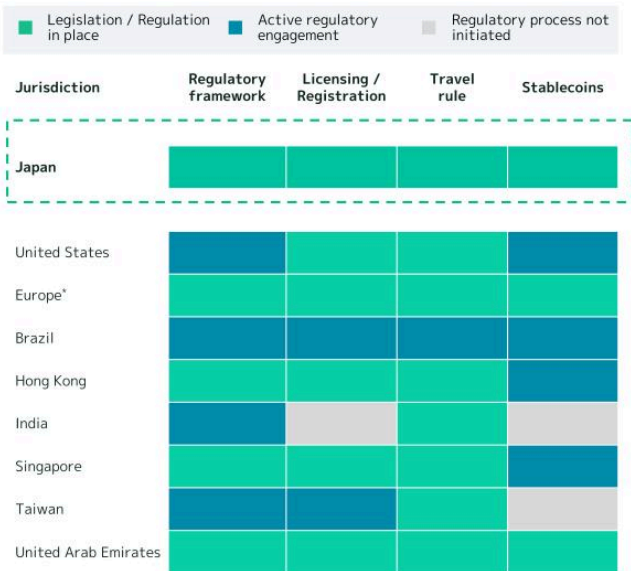 Legislation / Regulation
in place
Active regulatory
engagement
Regulatory process not
initiated
Jurisdiction
Regulatory
framework
Licensing /
Registration
Travel
rule
Stablecoins
Japan
United States
Europe*
Brazil
Hong Kong
India
Singapore
Taiwan
United Arab Emirates